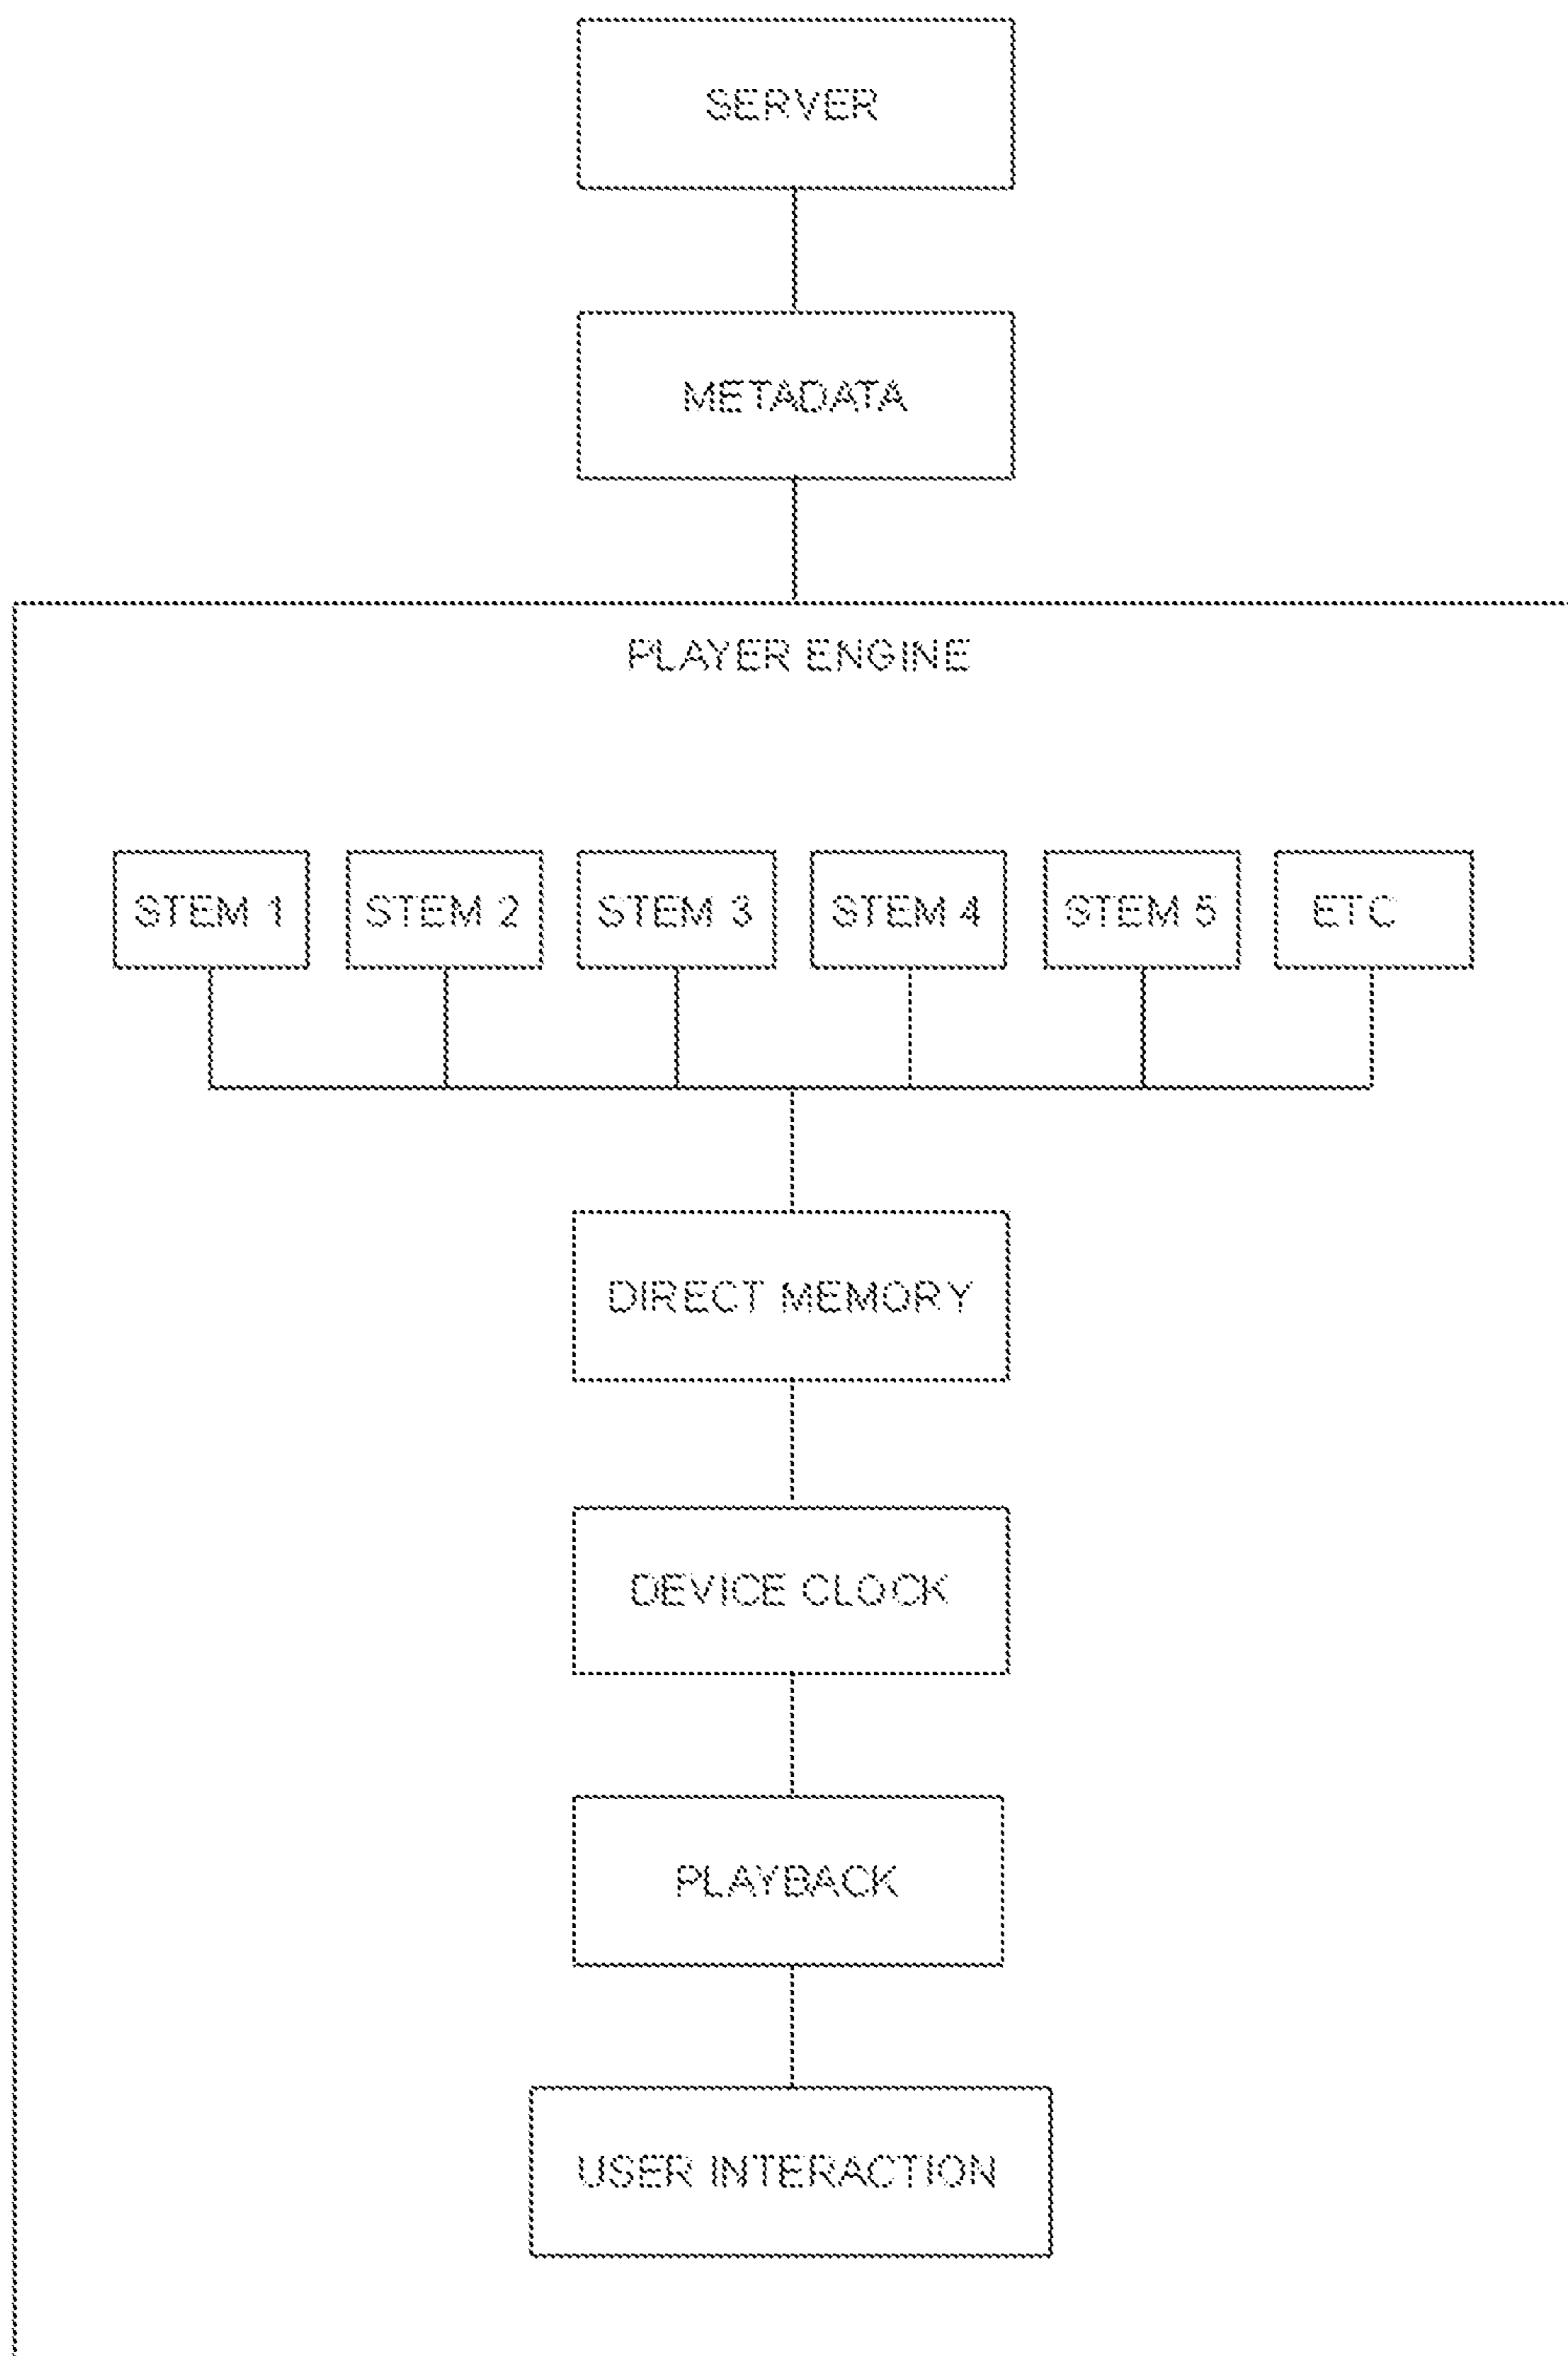 SERVER
METADATA
PLAYER ENGINE
STEM 1 STEM 2 STEM 3 STEM 4 STEM 5 ETC
DIRECT MEMORY
DEVICE CLOCK
PLAYBACK
USER INTERACTION